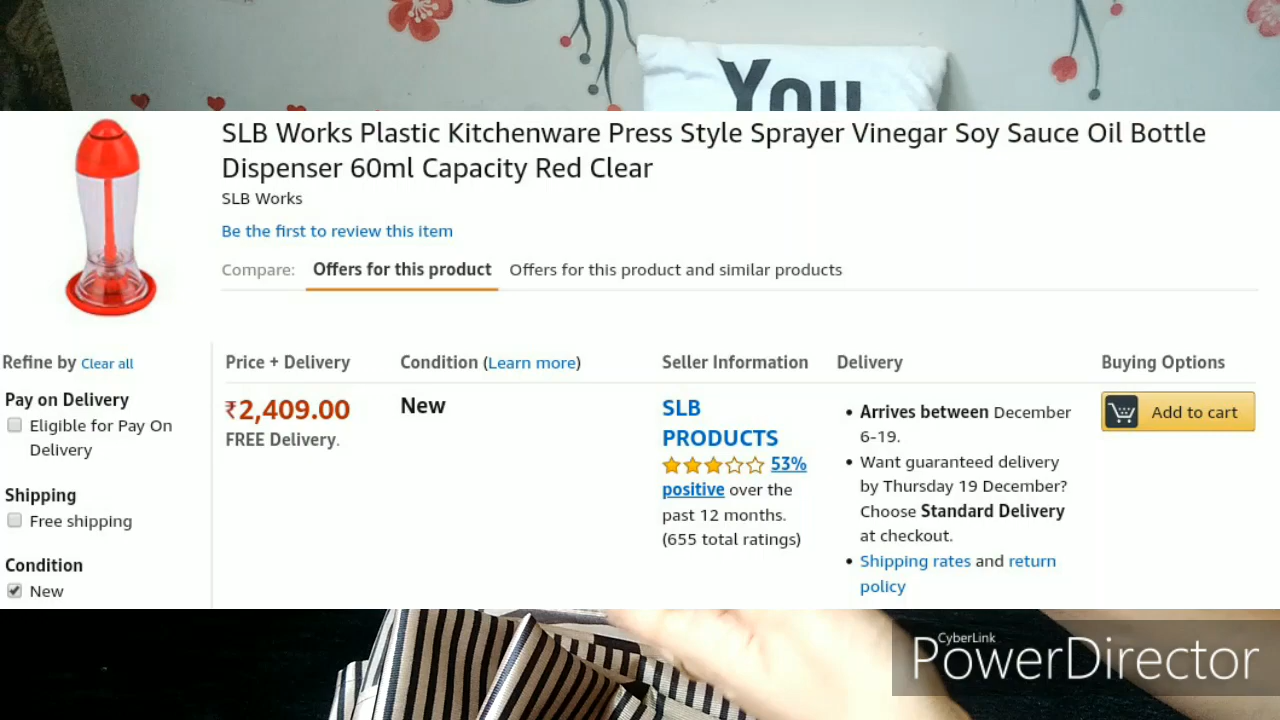 You
SLB Works Plastic Kitchenware Press Style Sprayer Vinegar Soy Sauce Oil Bottle
Dispenser 60ml Capacity Red Clear
SLB Works
Be the first to review this item
Compare: Offers for this product Offers for this product and similar products
Refine by Clear all
Pay on Delivery
Eligible for Pay On
Delivery
Shipping
Free shipping
Condition
New
Price + Delivery Condition (Learn more) Seller Information Delivery Buying Options
₹2,409.00
FREE Delivery.
New
SLB
PRODUCTS
53%
positive over the
past 12 months.
(655 total ratings)
• Arrives between December
6-19.
• Want guaranteed delivery
by Thursday 19 December?
Choose Standard Delivery
at checkout.
• Shipping rates and return
policy
Add to cart
CyberLink
PowerDirector